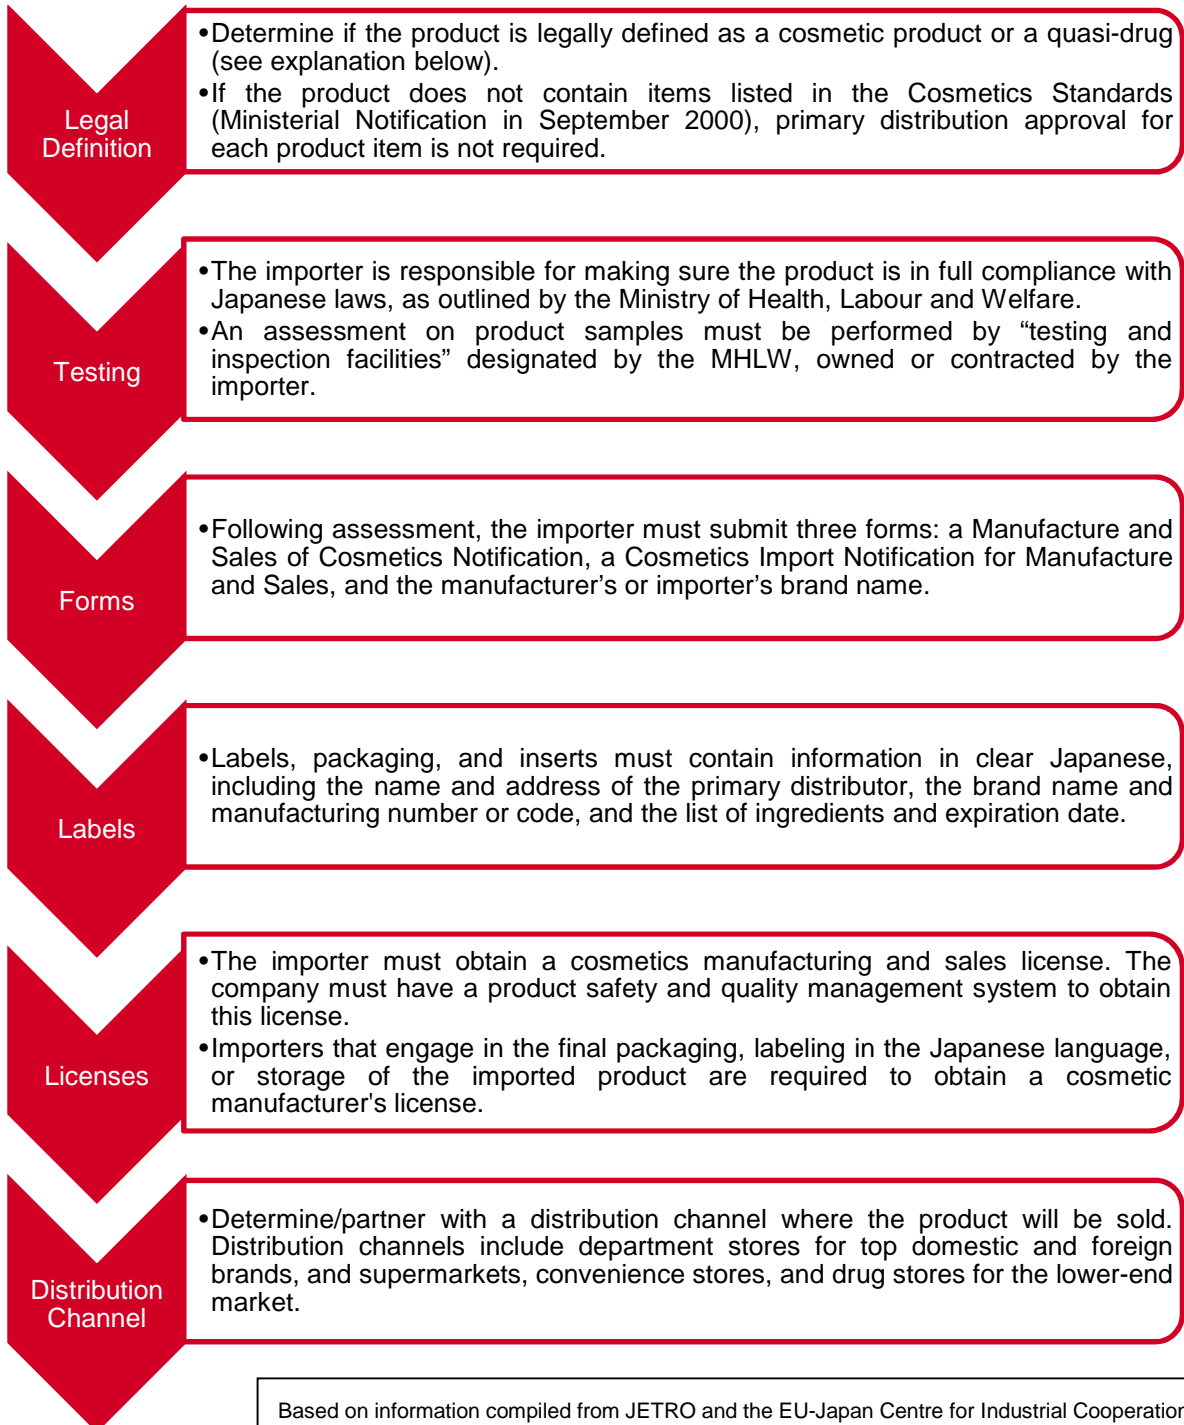 Legal
Definition
•Determine if the product is legally defined as a cosmetic product or a quasi-drug
(see explanation below).
•If the product does not contain items listed in the Cosmetics Standards
(Ministerial Notification in September 2000), primary distribution approval for
each product item is not required.
Testing
•The importer is responsible for making sure the product is in full compliance with
Japanese laws, as outlined by the Ministry of Health, Labour and Welfare.
•An assessment on product samples must be performed by “testing and
inspection facilities” designated by the MHLW, owned or contracted by the
importer.
Forms
•Following assessment, the importer must submit three forms: a Manufacture and
Sales of Cosmetics Notification, a Cosmetics Import Notification for Manufacture
and Sales, and the manufacturer’s or importer’s brand name.
Labels
•Labels, packaging, and inserts must contain information in clear Japanese,
including the name and address of the primary distributor, the brand name and
manufacturing number or code, and the list of ingredients and expiration date.
Licenses
•The importer must obtain a cosmetics manufacturing and sales license. The
company must have a product safety and quality management system to obtain
this license.
•Importers that engage in the final packaging, labeling in the Japanese language,
or storage of the imported product are required to obtain a cosmetic
manufacturer's license.
Distribution
Channel
•Determine/partner with a distribution channel where the product will be sold.
Distribution channels include department stores for top domestic and foreign
brands, and supermarkets, convenience stores, and drug stores for the lower-end
market.
Based on information compiled from JETRO and the EU-Japan Centre for Industrial Cooperation